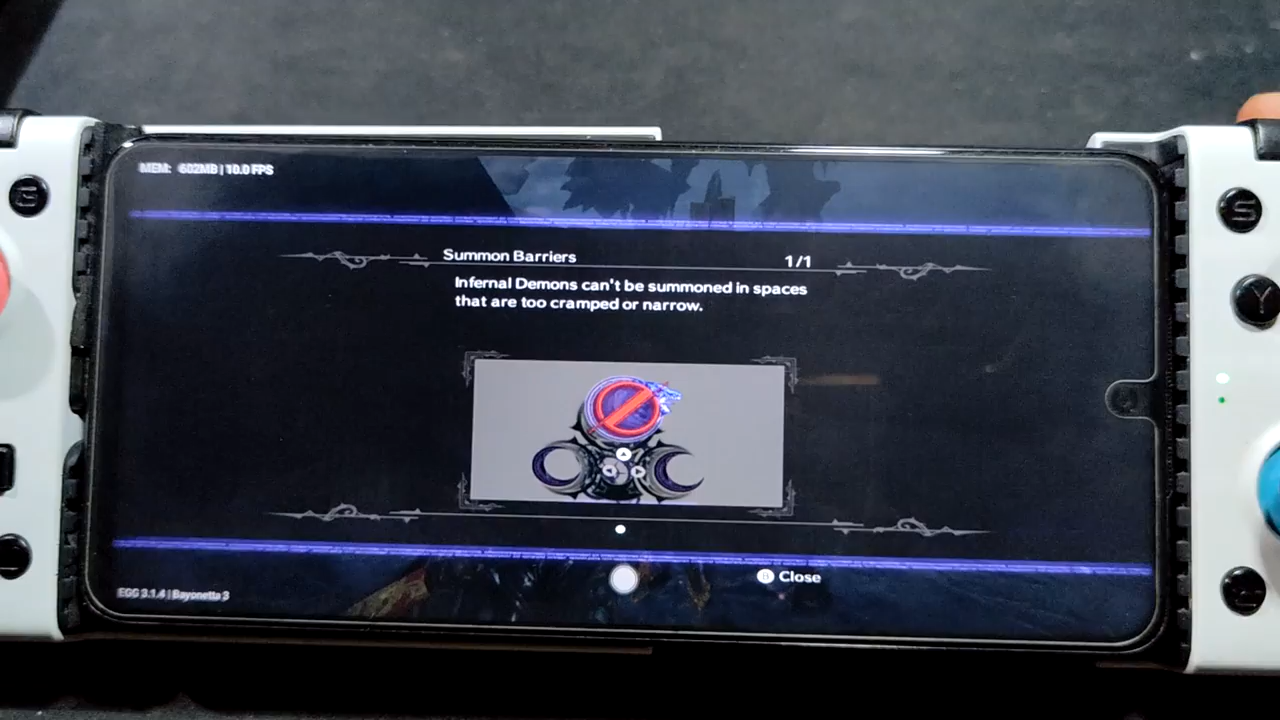 MEM: 602MB | 10.0 FPS
Summon Barriers
1/1
Infernal Demons can't be summoned in spaces
that are too cramped or narrow.
B Close
EGG 3.1.4 | Bayonetta 3
S
Y